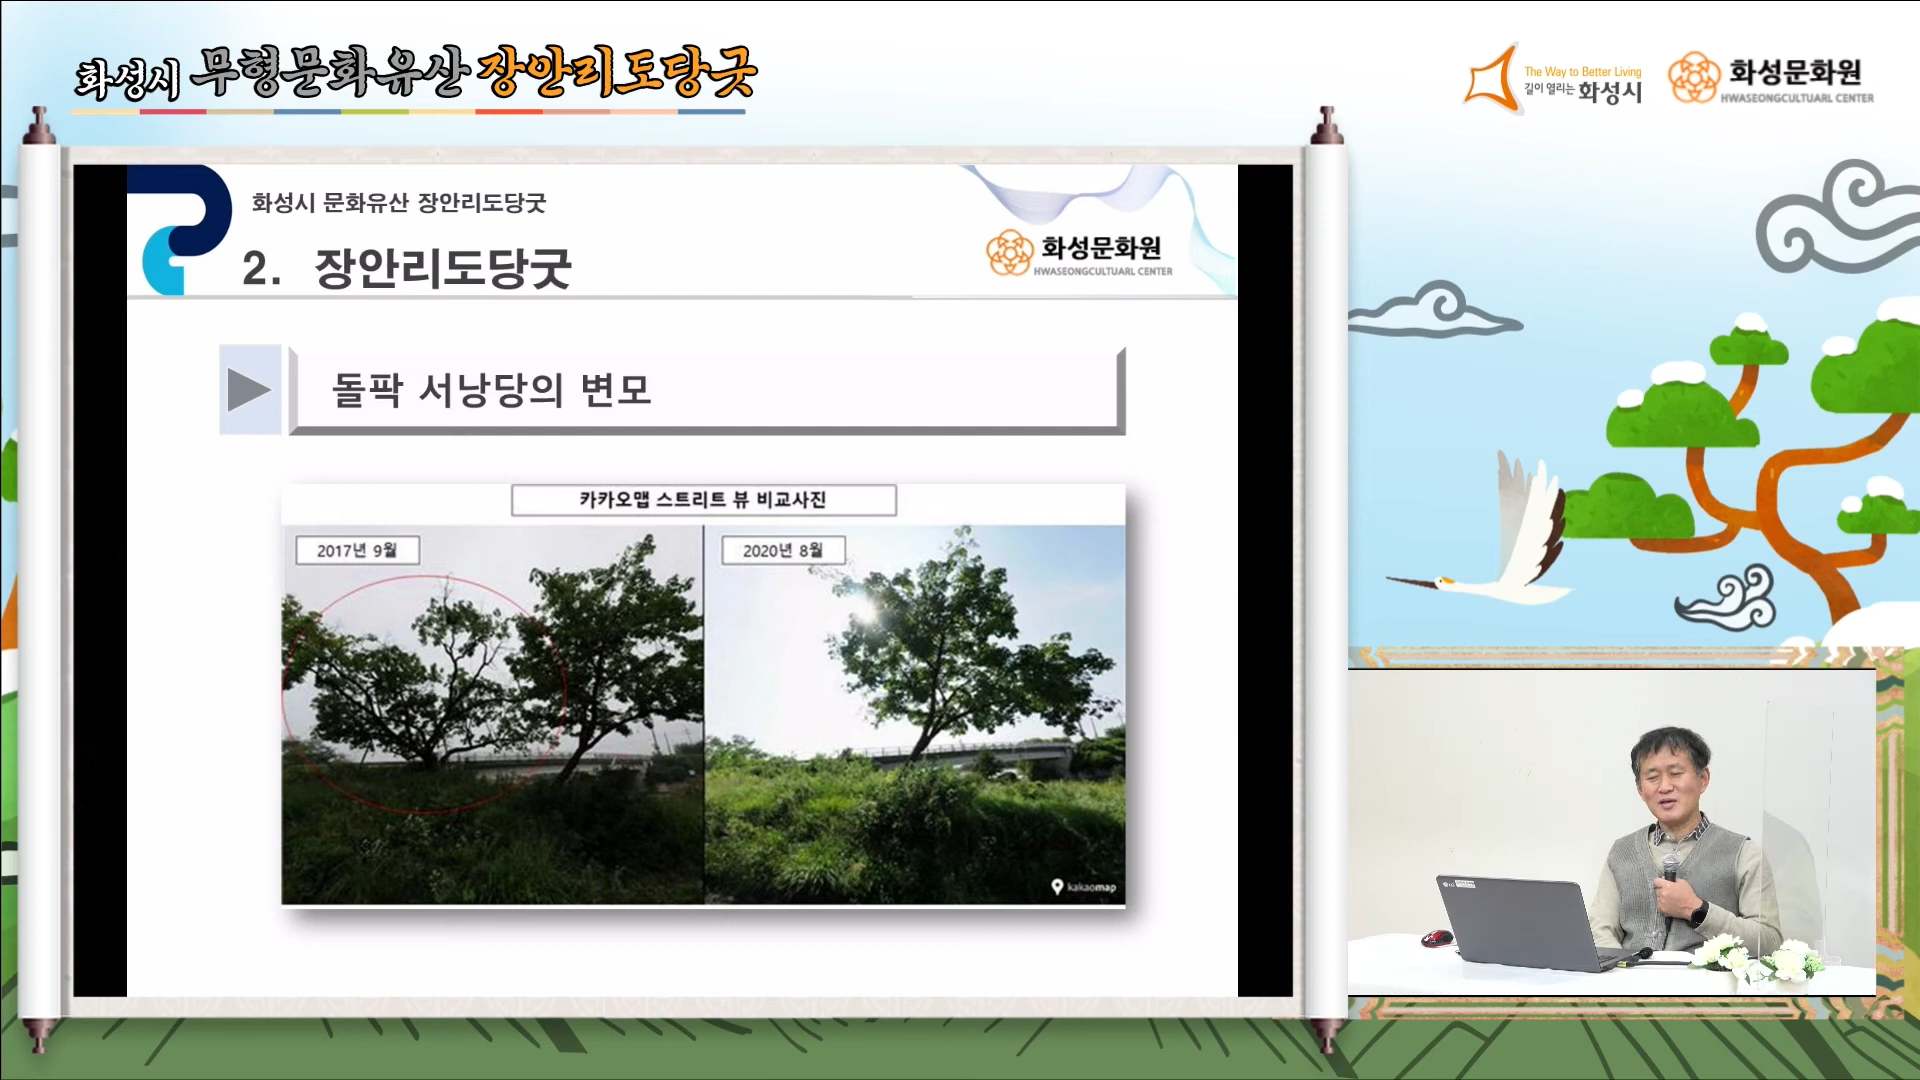 화성시 무형문화유산 장안리도당굿
The Way to Better Living
길이 열리는 화성시
화성문화원
HWASEONGCULTUARL CENTER
화성시 문화유산 장안리도당굿
2. 장안리도당굿
화성문화원
HWASEONGCULTUARL CENTER
돌팍 서낭당의 변모
카카오맵 스트리트 뷰 비교사진
2017년 9월
2020년 8월
kakaomap